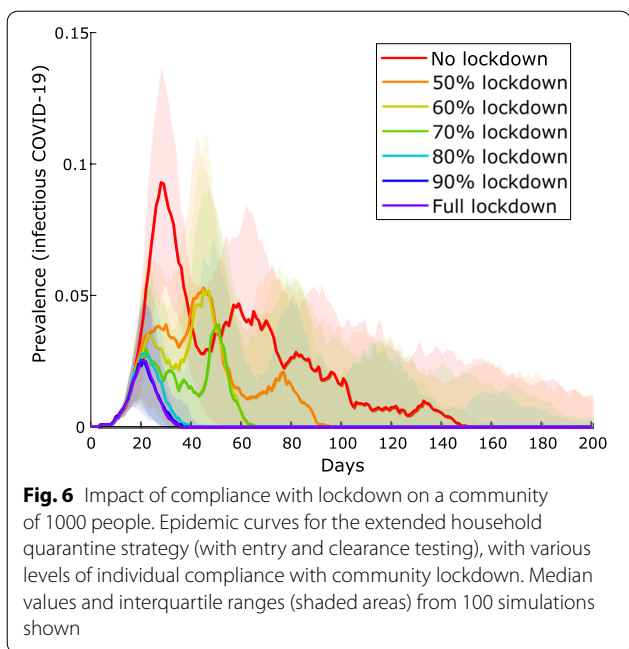 0.15
0.1
0.05
0
Prevalence (infectious COVID-19)
No lockdown
50% lockdown
60% lockdown
70% lockdown
80% lockdown
90% lockdown
Full lockdown
0 20 40 60 80 100 120 140 160 180 200
Days
Fig. 6 Impact of compliance with lockdown on a community
of 1000 people. Epidemic curves for the extended household
quarantine strategy (with entry and clearance testing), with various
levels of individual compliance with community lockdown. Median
values and interquartile ranges (shaded areas) from 100 simulations
shown